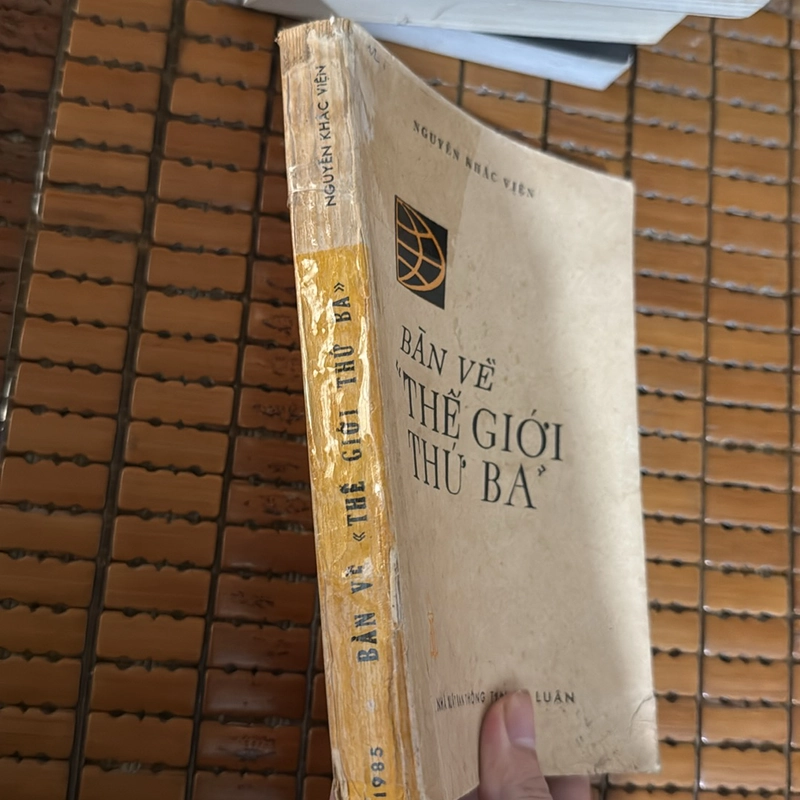 NGUYỄN KHẮC VIỆN
BÀN VỀ «THẾ GIỚI THỨ BA»
1985
NGUYỄN KHẮC VIỆN
BÀN VỀ
“THẾ GIỚI
THỨ BA”
THÔNG LUẬN